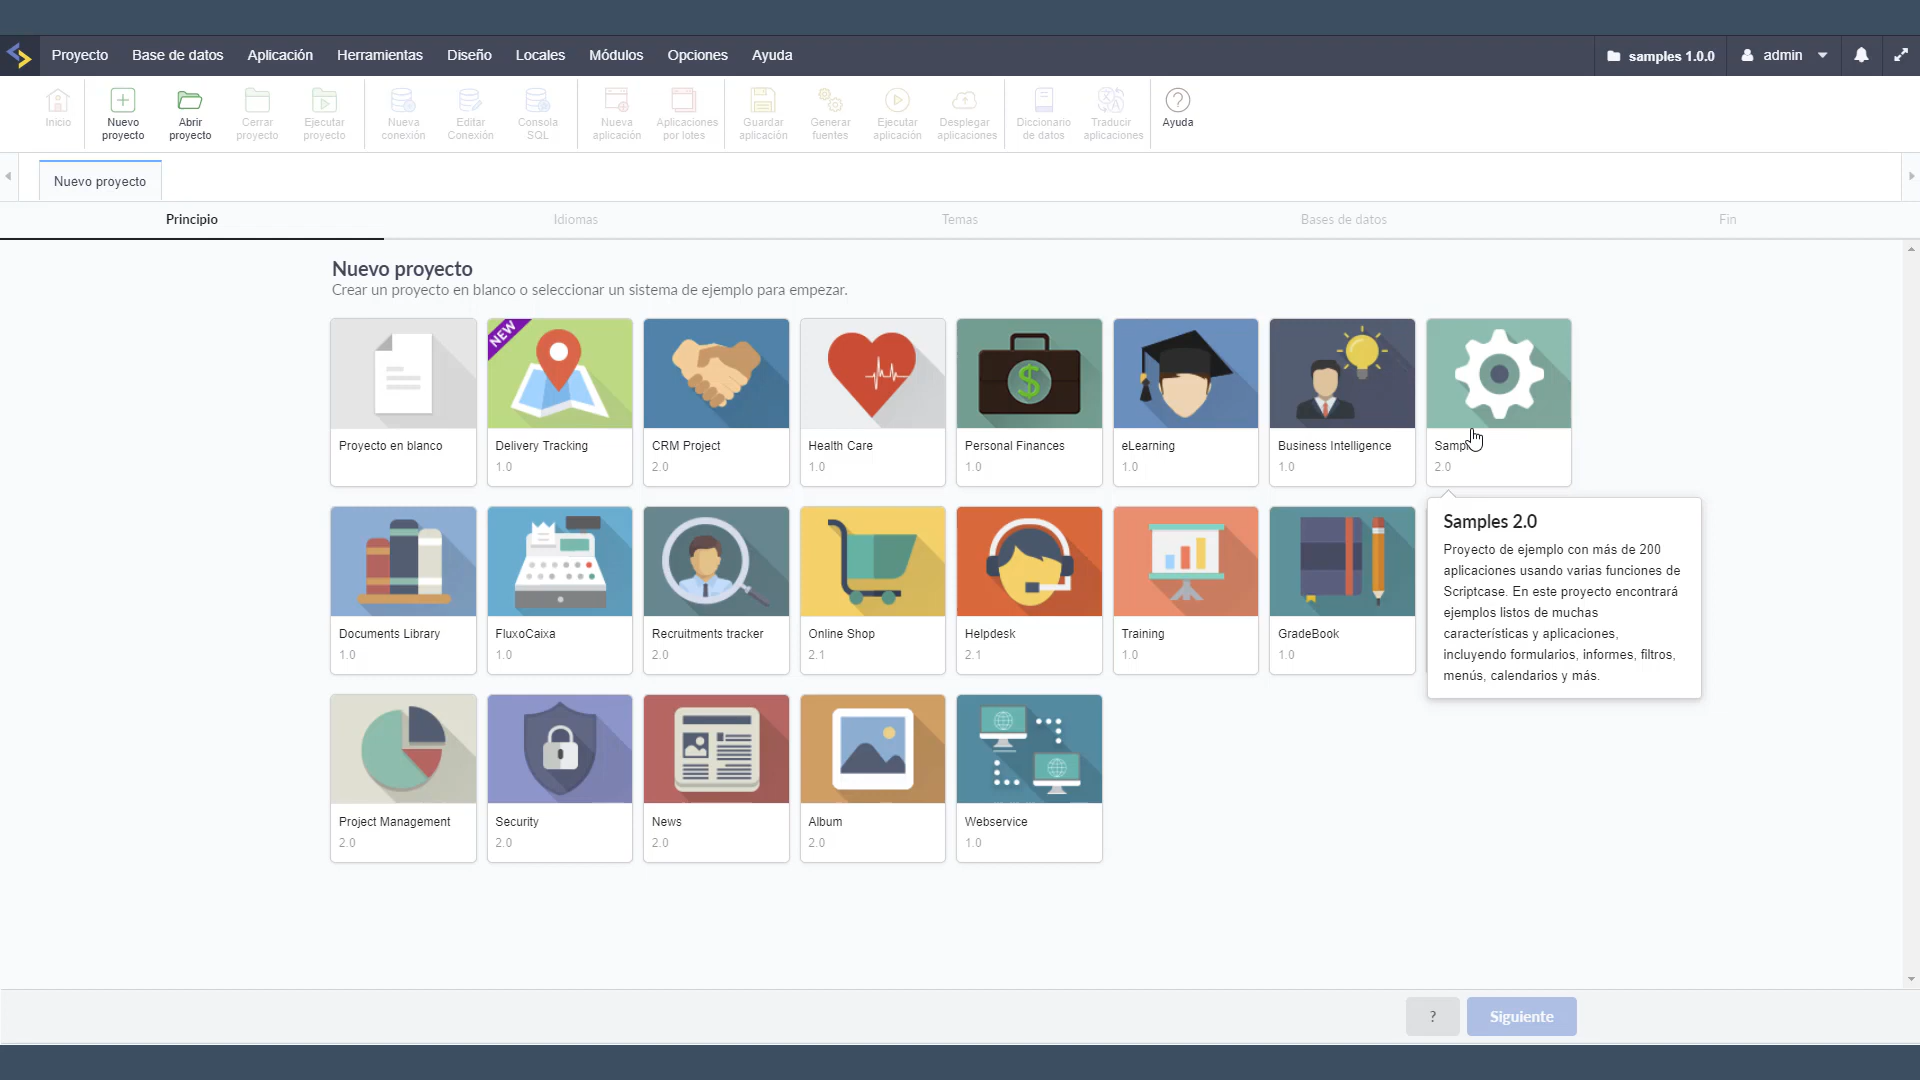 Proyecto Base de datos Aplicación Herramientas Diseño Locales Módulos Opciones Ayuda samples 1.0.0 admin
Inicio
Nuevo proyecto
Abrir proyecto
Cerrar proyecto
Ejecutar proyecto
Nueva conexión
Editar Conexión
Consola SQL
Nueva aplicación
Aplicaciones por lotes
Guardar aplicación
Generar fuentes
Ejecutar aplicación
Desplegar aplicaciones
Diccionario de datos
Traducir aplicaciones
Ayuda
Nuevo proyecto
Principio Idiomas Temas Bases de datos Fin
Nuevo proyecto
Crear un proyecto en blanco o seleccionar un sistema de ejemplo para empezar.
NEW
Proyecto en blanco
Delivery Tracking
1.0
CRM Project
2.0
Health Care
1.0
Personal Finances
1.0
eLearning
1.0
Business Intelligence
1.0
2.0
Samples 2.0
Proyecto de ejemplo con más de 200
aplicaciones usando varias funciones de
Scriptcase. En este proyecto encontrará
ejemplos listos de muchas
características y aplicaciones,
incluyendo formularios, informes, filtros,
menús, calendarios y más.
Documents Library
1.0
FluxoCaixa
1.0
Recruitments tracker
2.0
Online Shop
2.1
Helpdesk
2.1
Training
1.0
GradeBook
1.0
Project Management
2.0
Security
2.0
News
2.0
Album
2.0
Webservice
1.0
? Siguiente